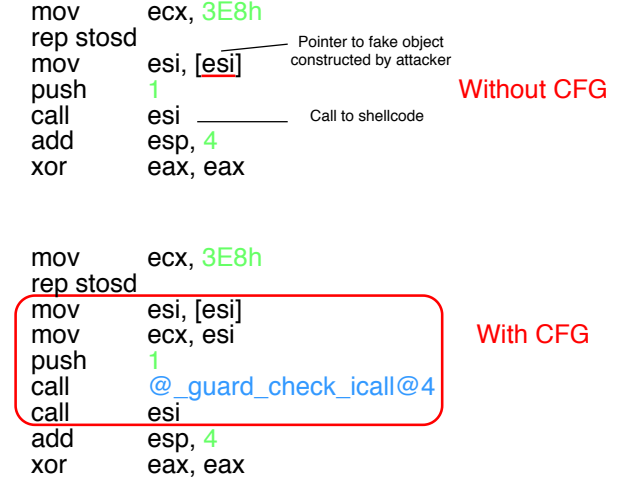 mov ecx, 3E8h
rep stosd
mov esi, [esi]
Pointer to fake object
constructed by attacker
push 1
Without CFG
call esi
Call to shellcode
add esp, 4
xor eax, eax
mov ecx, 3E8h
rep stosd
mov esi, [esi]
mov ecx, esi
With CFG
push 1
call @_guard_check_icall@4
call esi
add esp, 4
xor eax, eax